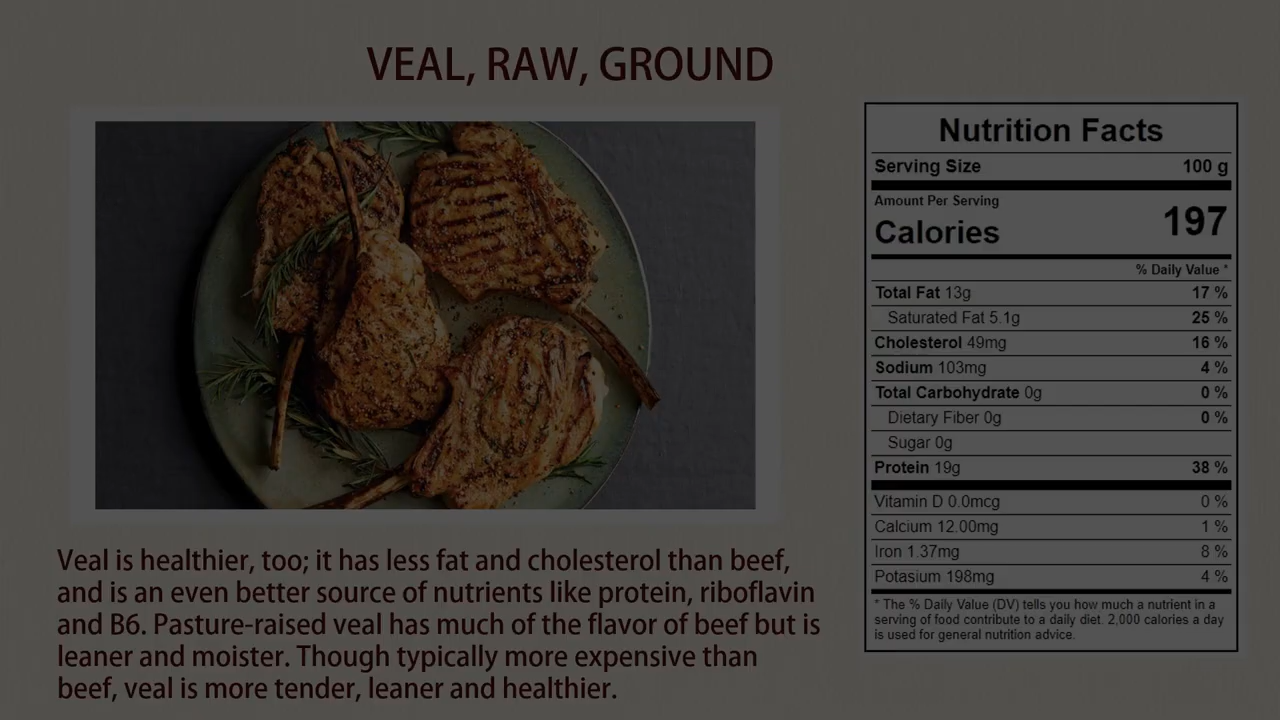 VEAL, RAW, GROUND
Veal is healthier, too; it has less fat and cholesterol than beef,
and is an even better source of nutrients like protein, riboflavin
and B6. Pasture-raised veal has much of the flavor of beef but is
leaner and moister. Though typically more expensive than
beef, veal is more tender, leaner and healthier.
Nutrition Facts
Serving Size 100 g
Amount Per Serving
Calories 197
% Daily Value *
Total Fat 13g 17 %
Saturated Fat 5.1g 25 %
Cholesterol 49mg 16 %
Sodium 103mg 4 %
Total Carbohydrate 0g 0 %
Dietary Fiber 0g 0 %
Sugar 0g
Protein 19g 38 %
Vitamin D 0.0mcg 0 %
Calcium 12.00mg 1 %
Iron 1.37mg 8 %
Potasium 198mg 4 %
* The % Daily Value (DV) tells you how much a nutrient in a
serving of food contribute to a daily diet. 2,000 calories a day
is used for general nutrition advice.